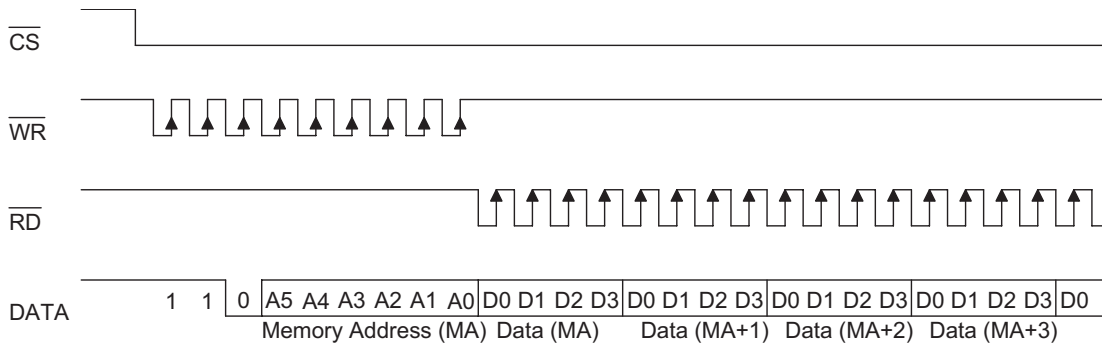 CS
WR
RD
DATA 1 1 0 A5 A4 A3 A2 A1 A0 D0 D1 D2 D3 D0 D1 D2 D3 D0 D1 D2 D3 D0 D1 D2 D3 D0
Memory Address (MA) Data (MA) Data (MA+1) Data (MA+2) Data (MA+3)